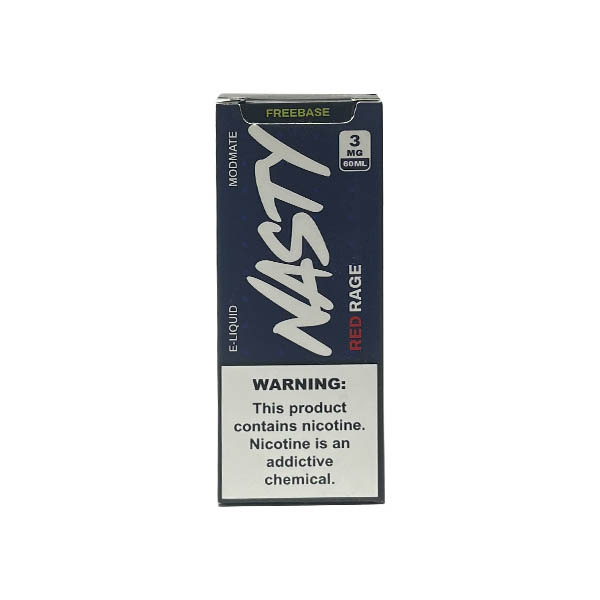 FREEBASE
MODMATE
E-LIQUID
NASTY
3
MG
60ML
RED RAGE
WARNING:
This product
contains nicotine.
Nicotine is an
addictive
chemical.